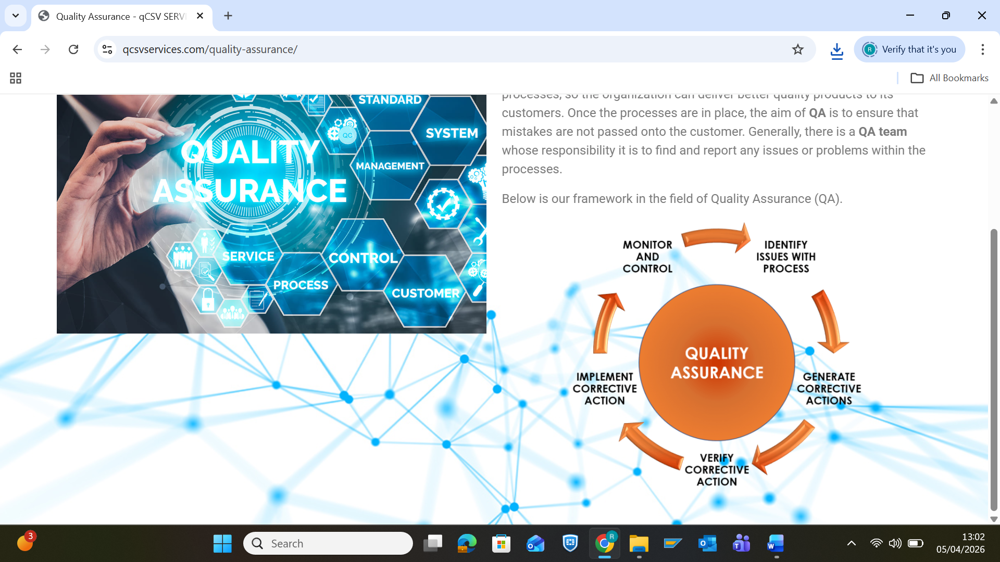 Quality Assurance - qCSV SERV
qcsvservices.com/quality-assurance/
R
Verify that it's you
All Bookmarks
STANDARD
SYSTEM
QC
QUALITY
ASSURANCE
MANAGEMENT
SERVICE
CONTROL
PROCESS
CUSTOMER
processes, so the organization can deliver better quality products to its
customers. Once the processes are in place, the aim of QA is to ensure that
mistakes are not passed onto the customer. Generally, there is a QA team
whose responsibility it is to find and report any issues or problems within the
processes.
Below is our framework in the field of Quality Assurance (QA).
MONITOR
AND
CONTROL
IDENTIFY
ISSUES WITH
PROCESS
QUALITY
ASSURANCE
IMPLEMENT
CORRECTIVE
ACTION
GENERATE
CORRECTIVE
ACTIONS
VERIFY
CORRECTIVE
ACTION
3
Search
R
13:02
05/04/2026